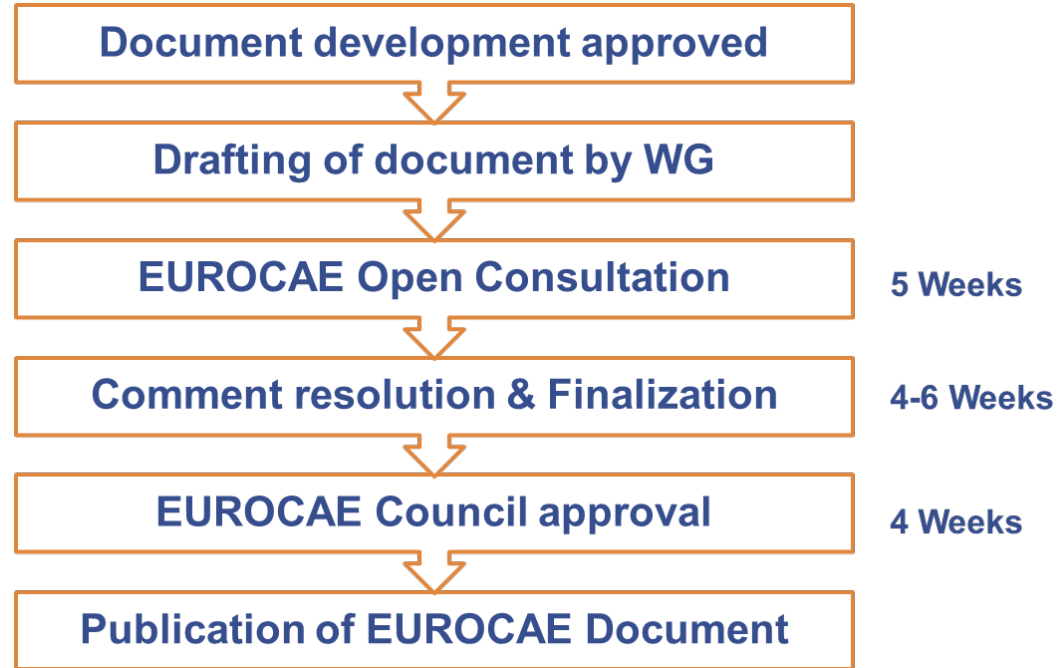 Document development approved
Drafting of document by WG
EUROCAE Open Consultation
5 Weeks
Comment resolution & Finalization
4-6 Weeks
EUROCAE Council approval
4 Weeks
Publication of EUROCAE Document